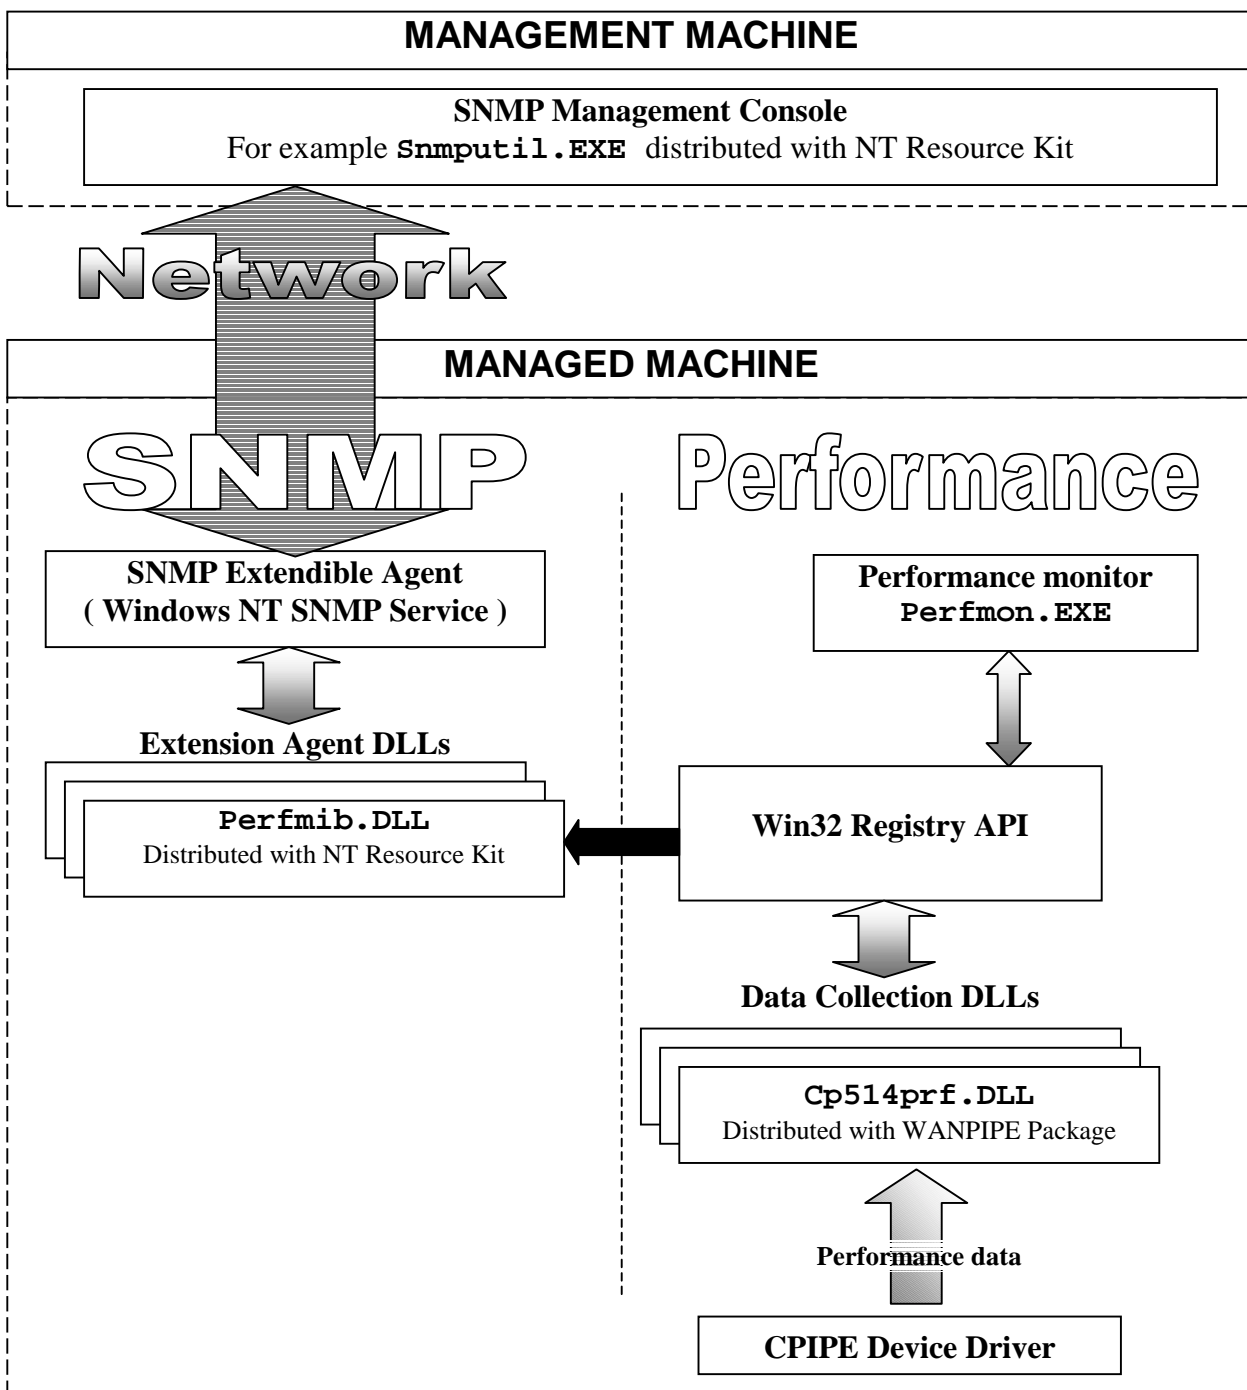 MANAGEMENT MACHINE
SNMP Management Console
For example Snmputil.EXE distributed with NT Resource Kit
Network
MANAGED MACHINE
SNMP
Performance
SNMP Extendible Agent
( Windows NT SNMP Service )
Performance monitor
Perfmon.EXE
Extension Agent DLLs
Perfmib.DLL
Distributed with NT Resource Kit
Win32 Registry API
Data Collection DLLs
Cp514prf.DLL
Distributed with WANPIPE Package
Performance data
CPIPE Device Driver